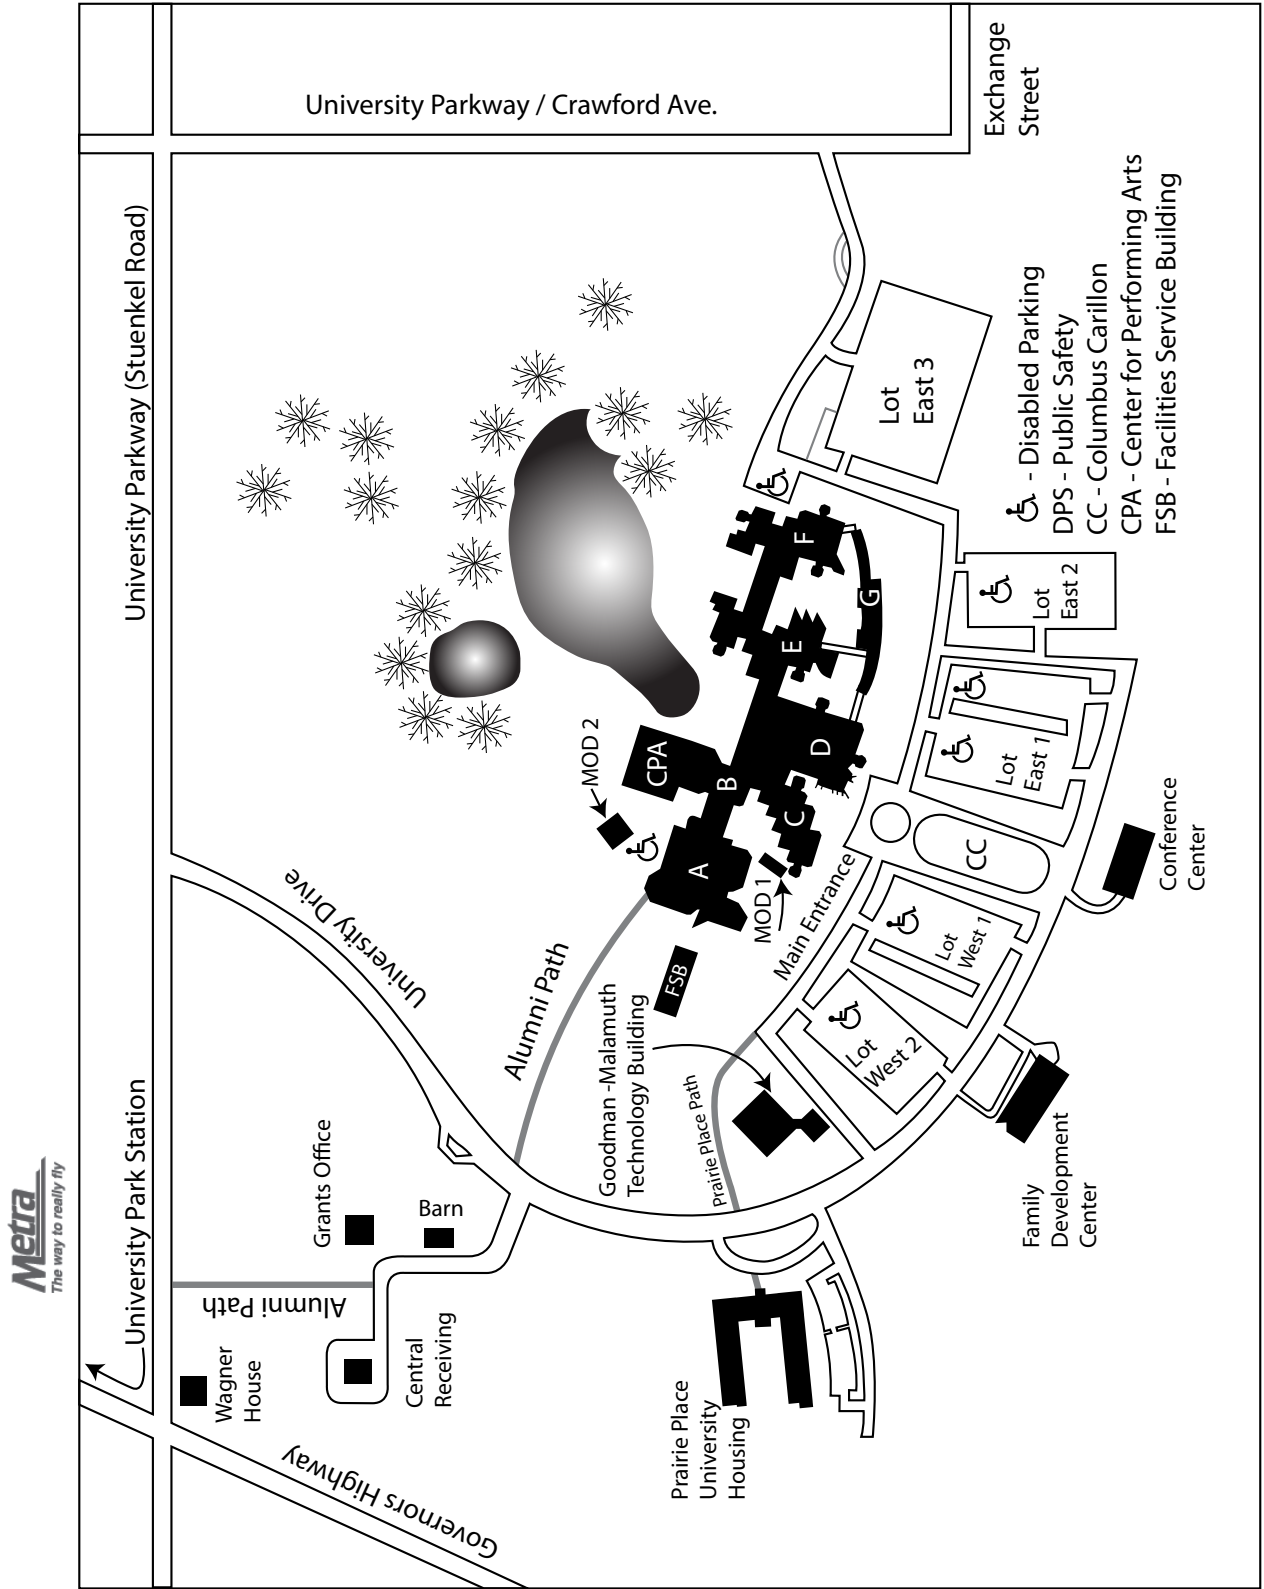 Metra
The way to really fly
University Park Station
University Parkway (Stuenkel Road)
University Parkway / Crawford Ave.
Exchange
Street
Governors Highway
Wagner
House
Alumni Path
Grants Office
Barn
Central
Receiving
University Drive
Alumni Path
MOD 2
CPA
A
B
C
D
E
F
G
MOD 1
FSB
Goodman -Malamuth
Technology Building
Prairie Place Path
Main Entrance
Prairie Place
University
Housing
Lot
West 2
Lot
West 1
CC
Lot
East 1
Lot
East 2
Lot
East 3
Family
Development
Center
Conference
Center
- Disabled Parking
DPS - Public Safety
CC - Columbus Carillon
CPA - Center for Performing Arts
FSB - Facilities Service Building